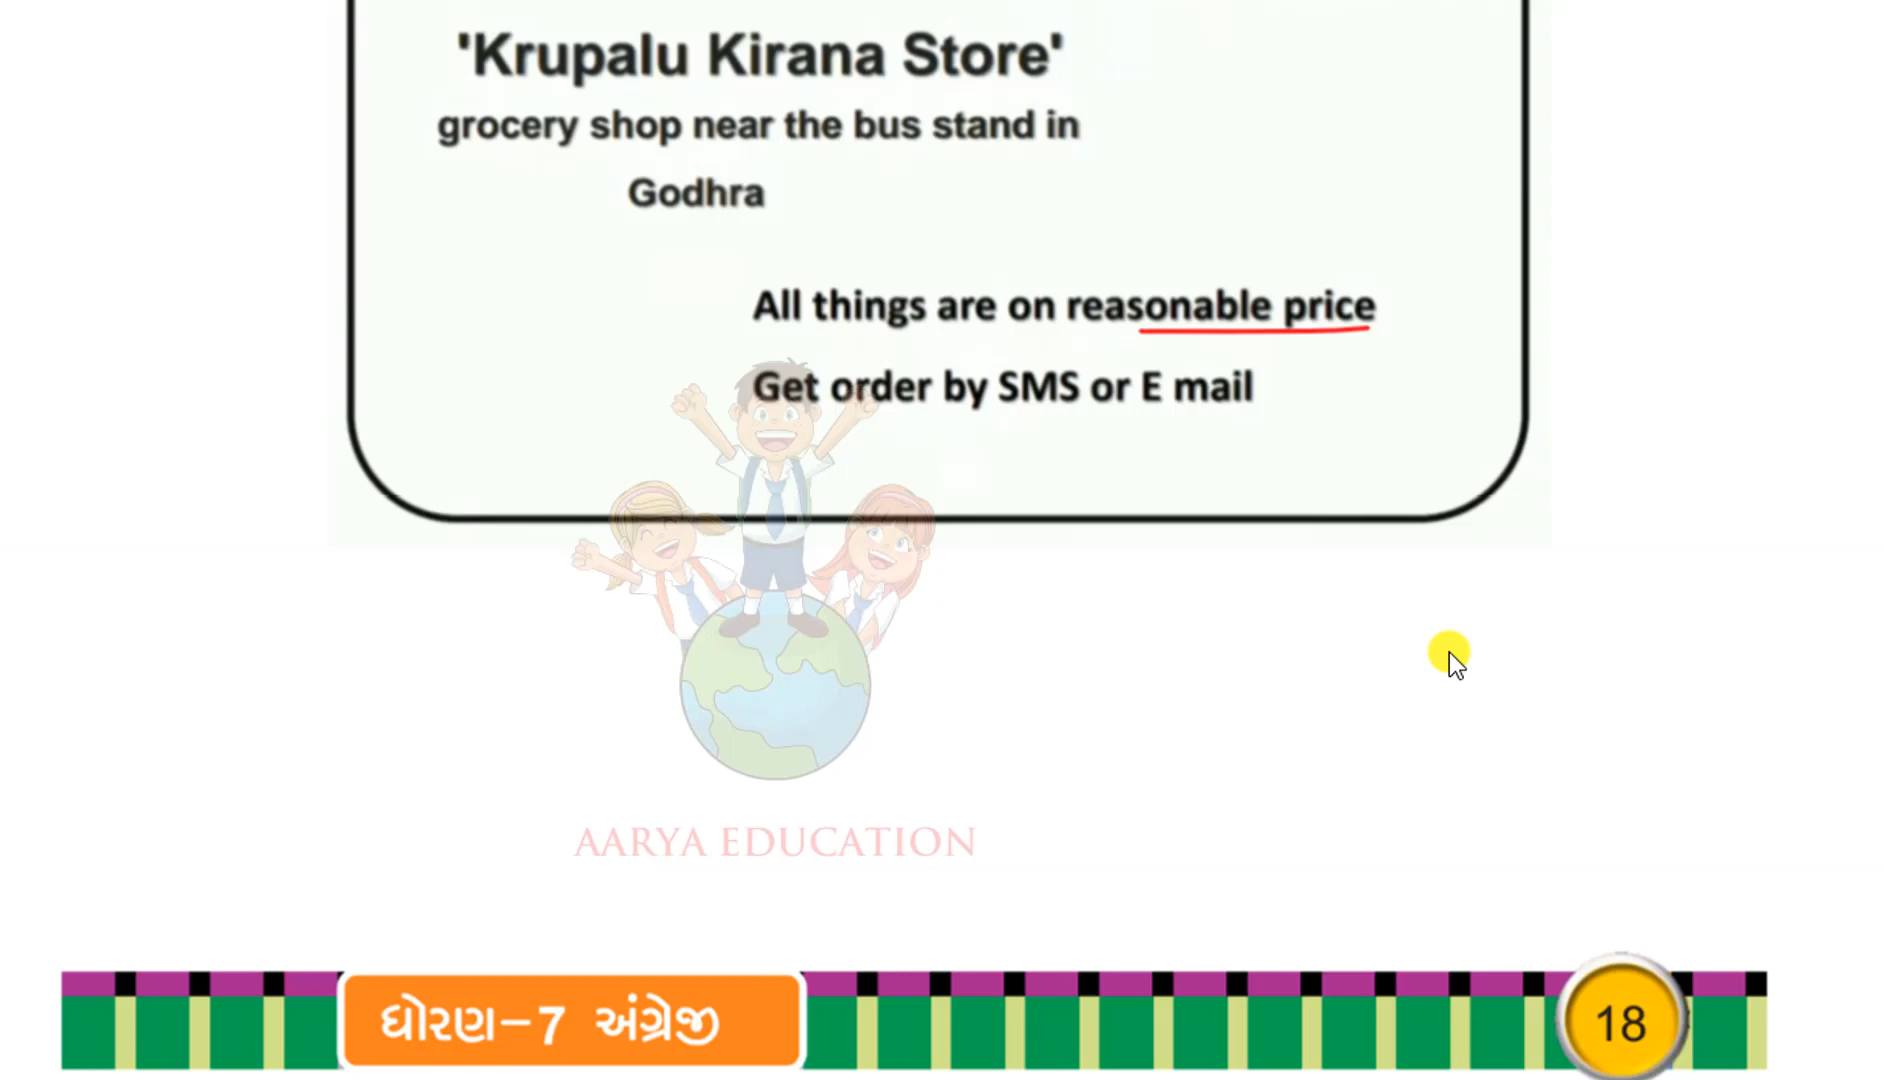 'Krupalu Kirana Store'
grocery shop near the bus stand in
Godhra
All things are on reasonable price
Get order by SMS or E mail
AARYA EDUCATION
ધોરણ–7 અંગ્રેજી
18